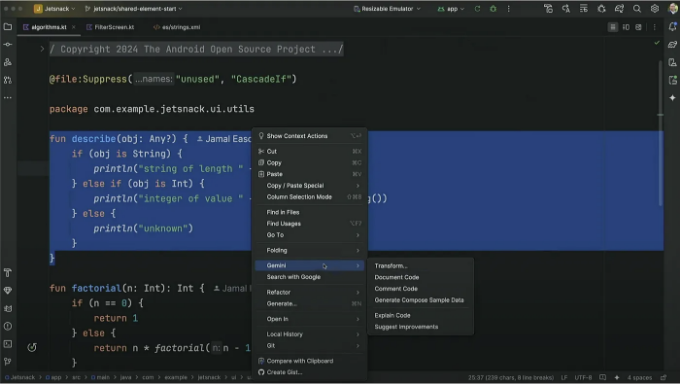 Jetsnack
jetsnack/shared-element-start
Resizable Emulator
app
algorithms.kt
FilterScreen.kt
es/strings.xml
/ Copyright 2024 The Android Open Source Project .../
@file:Suppress( ...names: "unused", "CascadeIf")
package com.example.jetsnack.ui.utils
fun describe(obj: Any?) {
Jamal Easo
if (obj is String) {
println("string of length "
} else if (obj is Int) {
println("integer of value "
g())
} else {
println("unknown")
}
}
fun factorial(n: Int): Int {
Jamal
if (n == 0) {
return 1
} else {
return n * factorial( n - 1
Show Context Actions
Cut ⌘X
Copy ⌘C
Paste ⌘V
Copy / Paste Special
Column Selection Mode ⇧⌘8
Find in Files
Find Usages ⌥F7
Go To
Folding
Gemini
Search with Google
Refactor
Generate... ⌘N
Open In
Local History
Git
Compare with Clipboard
Create Gist...
Transform...
Document Code
Comment Code
Generate Compose Sample Data
Explain Code
Suggest improvements
Jetsnack > app > src > main > java > com > example > jetsnack > ui > u
25:37 (239 chars, 8 line breaks) LF UTF-8 4 spaces